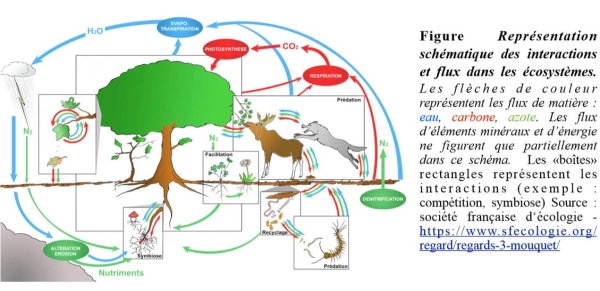 EVAPO-
TRANSPIRATION
H₂O
PHOTOSYNTHESE
CO₂
RESPIRATION
Prédation
N₂
N₂
Facilitation
N₂
DENITRIFICATION
Recyclage
Symbiose
Prédation
ALTERATION
EROSION
Nutriments
Figure Représentation
schématique des interactions
et flux dans les écosystèmes.
Les flèches de couleur
représentent les flux de matière :
eau, carbone, azote. Les flux
d’éléments minéraux et d’énergie
ne figurent que partiellement
dans ce schéma. Les «boîtes»
rectangles représentent les
interactions (exemple :
compétition, symbiose) Source :
société française d‘écologie -
https://www.sfecologie.org/
regard/regards-3-mouquet/